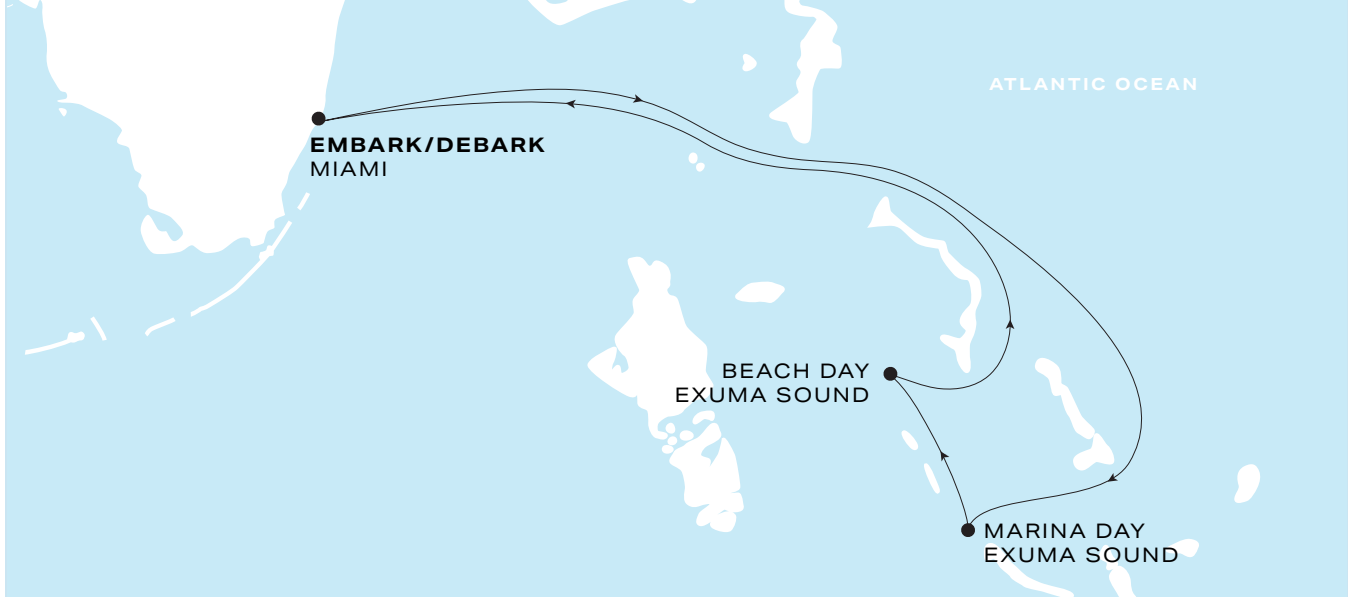 ATLANTIC OCEAN
EMBARK/DEBARK
MIAMI
BEACH DAY
EXUMA SOUND
MARINA DAY
EXUMA SOUND